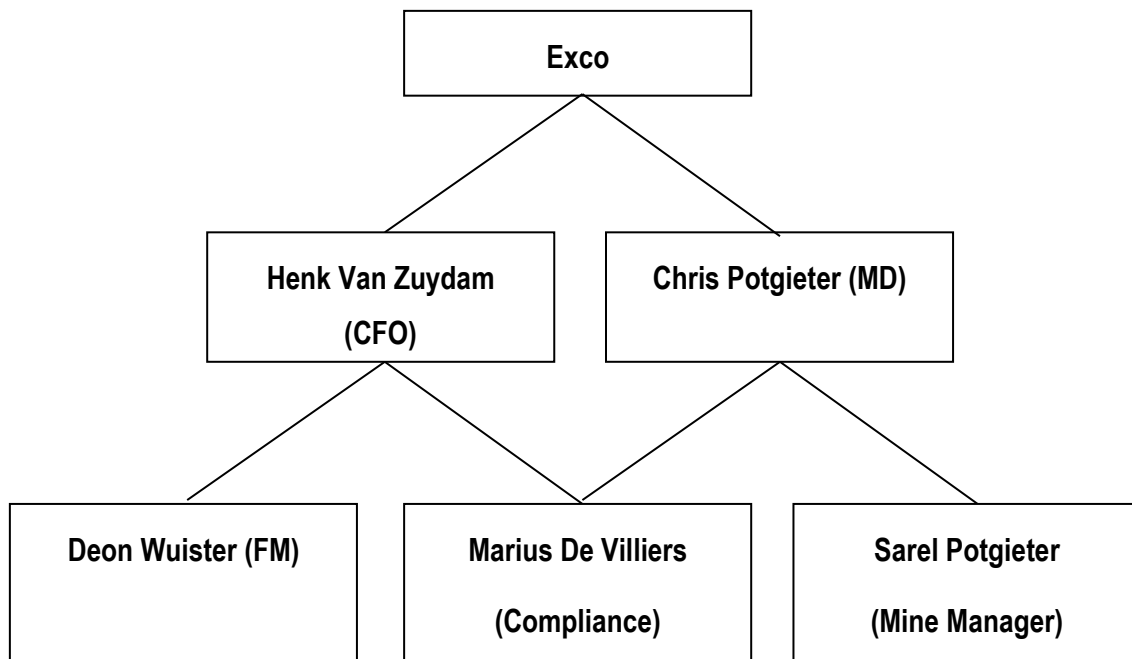 Exco
Henk Van Zuydam
(CFO)
Chris Potgieter (MD)
Deon Wuister (FM)
Marius De Villiers
(Compliance)
Sarel Potgieter
(Mine Manager)